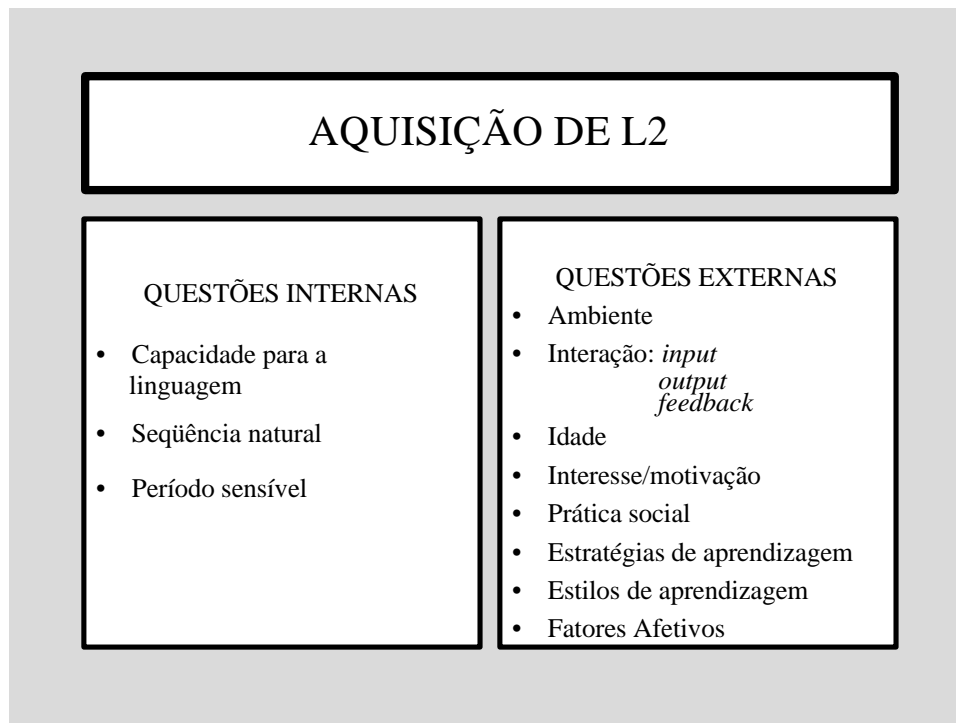 AQUISIÇÃO DE L2
QUESTÕES INTERNAS
• Capacidade para a
linguagem
• Seqüência natural
• Período sensível
QUESTÕES EXTERNAS
• Ambiente
• Interação: input
output
feedback
• Idade
• Interesse/motivação
• Prática social
• Estratégias de aprendizagem
• Estilos de aprendizagem
• Fatores Afetivos